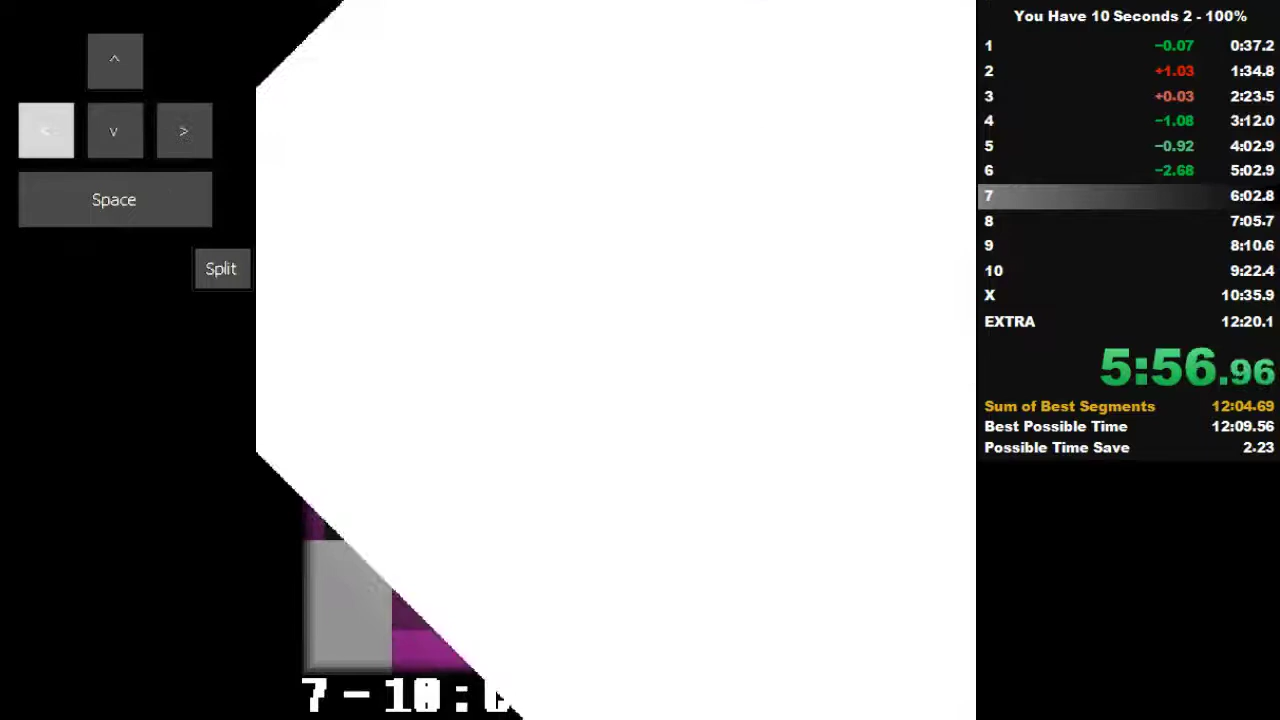 ^
< v >
Space
Split
7-10:
You Have 10 Seconds 2 - 100%
1 −0.07 0:37.2
2 +1.03 1:34.8
3 +0.03 2:23.5
4 −1.08 3:12.0
5 −0.92 4:02.9
6 −2.68 5:02.9
7 6:02.8
8 7:05.7
9 8:10.6
10 9:22.4
X 10:35.9
EXTRA 12:20.1
5:56.96
Sum of Best Segments 12:04.69
Best Possible Time 12:09.56
Possible Time Save 2.23